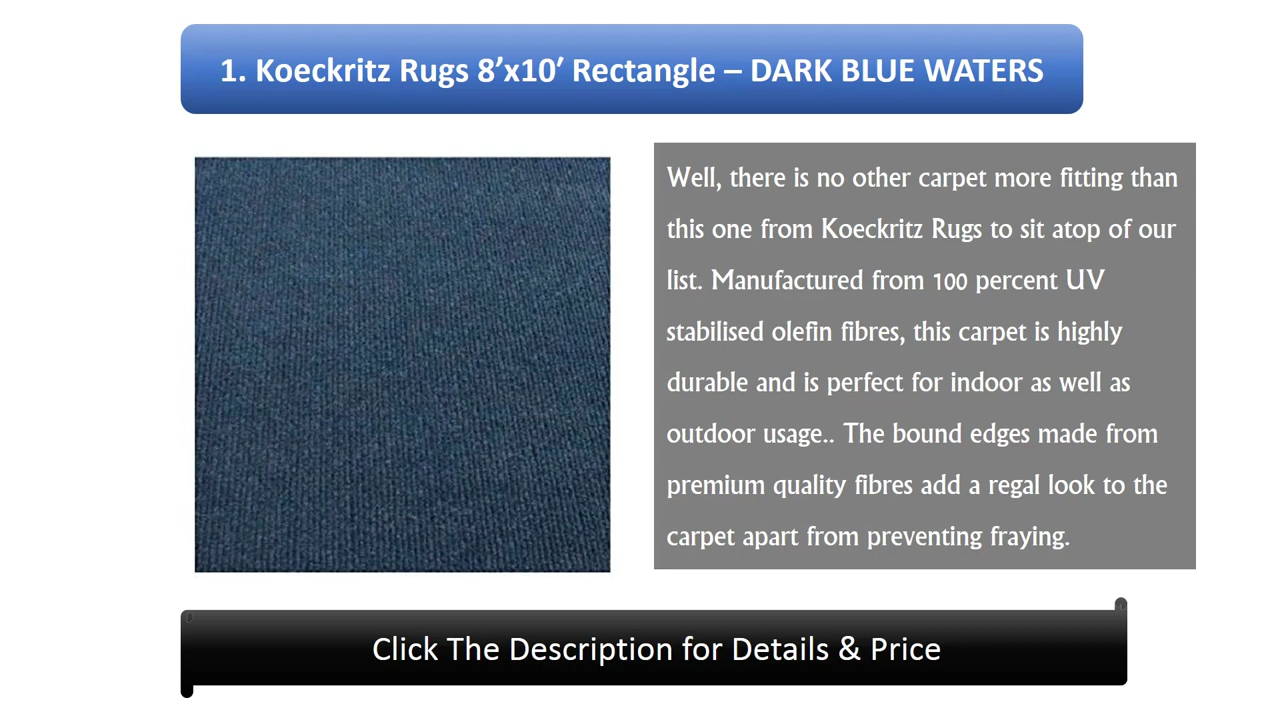 1. Koeckritz Rugs 8’x10′ Rectangle – DARK BLUE WATERS
Well, there is no other carpet more fitting than
this one from Koeckritz Rugs to sit atop of our
list. Manufactured from 100 percent UV
stabilised olefin fibres, this carpet is highly
durable and is perfect for indoor as well as
outdoor usage.. The bound edges made from
premium quality fibres add a regal look to the
carpet apart from preventing fraying.
Click The Description for Details & Price